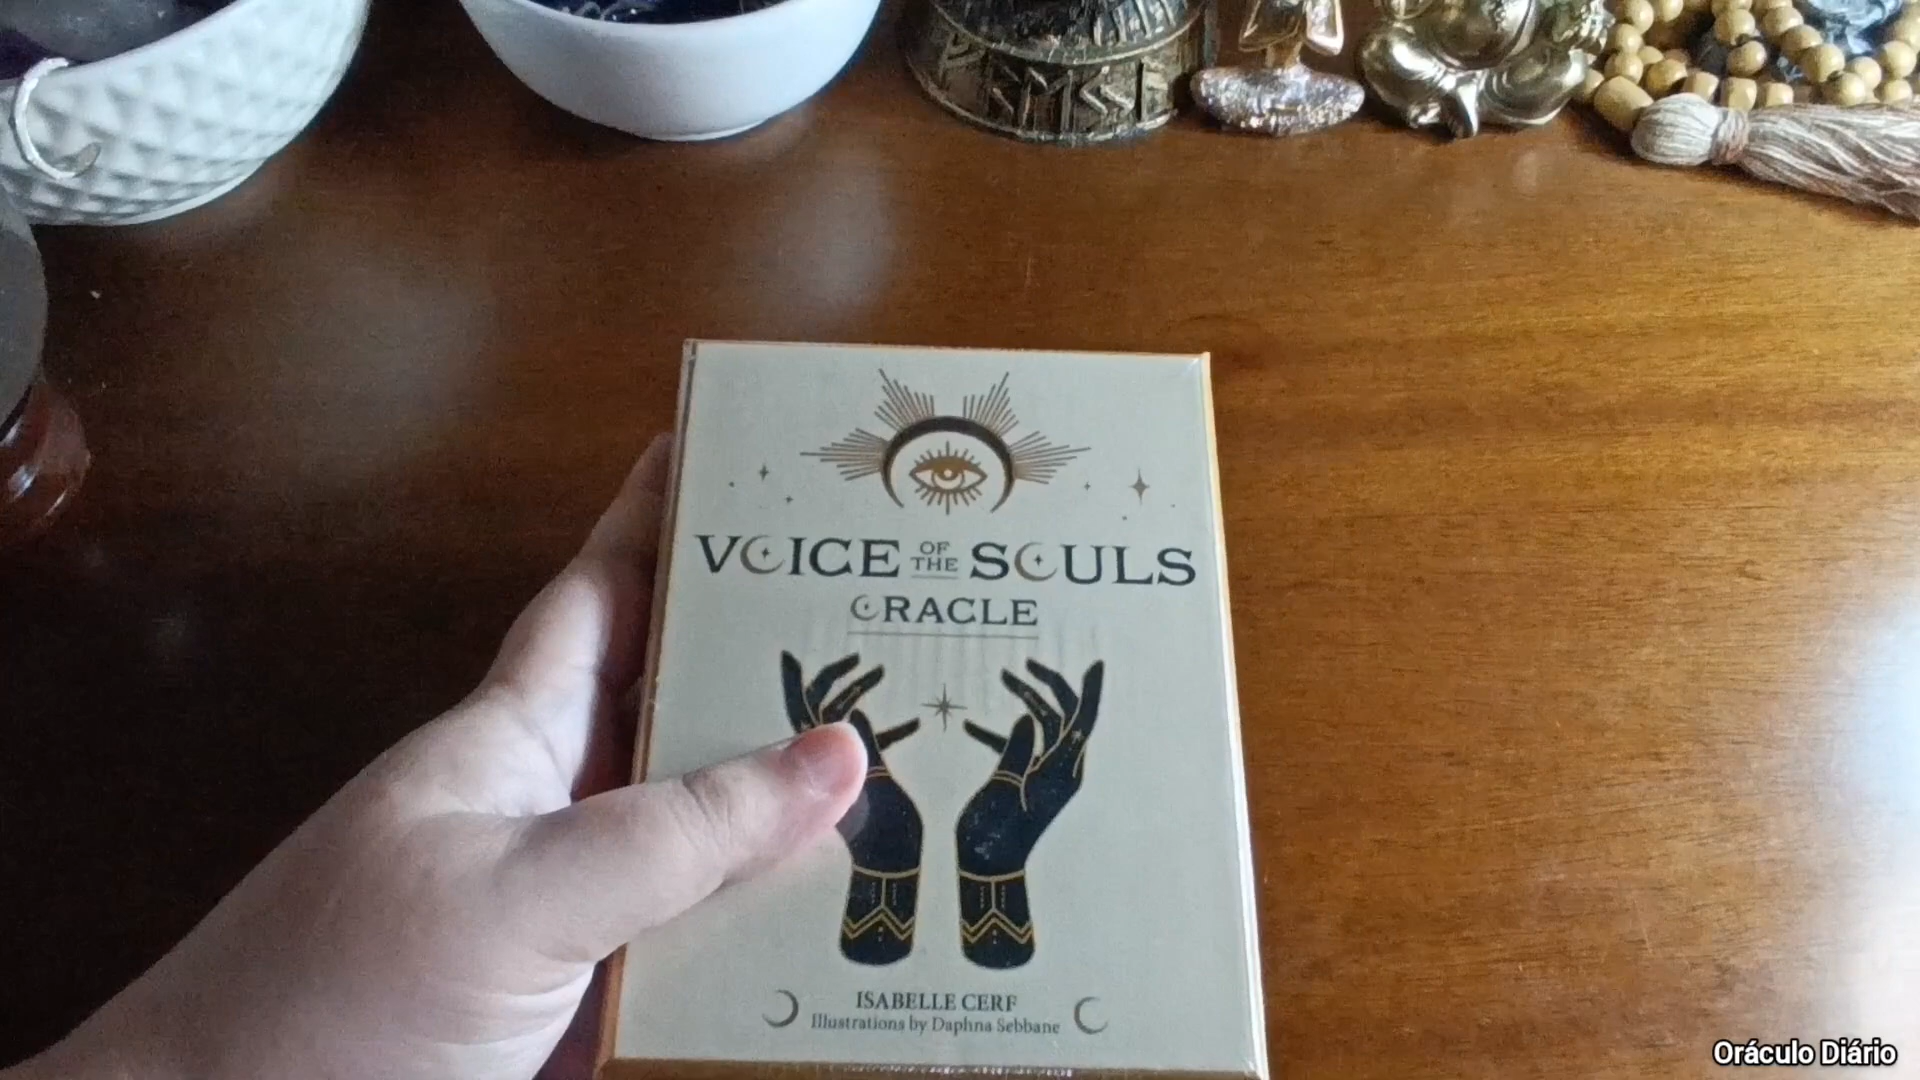 VOICE OF THE SOULS
ORACLE
ISABELLE CERF
Illustrations by Daphna Sebbane
Oráculo Diário